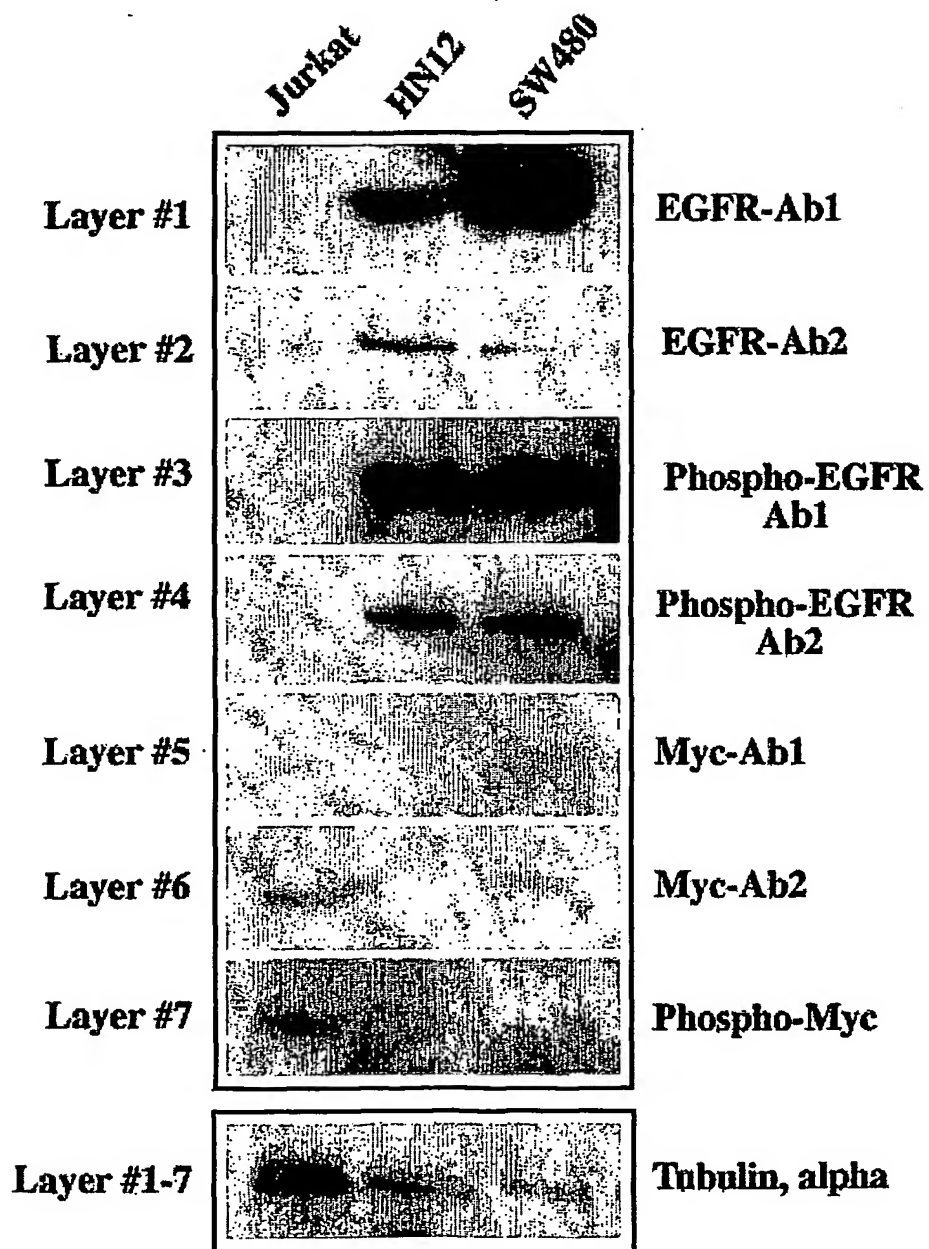 Jurkat HN12 SW480
Layer #1 EGFR-Ab1
Layer #2 EGFR-Ab2
Layer #3 Phospho-EGFR
Ab1
Layer #4 Phospho-EGFR
Ab2
Layer #5 Myc-Ab1
Layer #6 Myc-Ab2
Layer #7 Phospho-Myc
Layer #1-7 Tubulin, alpha